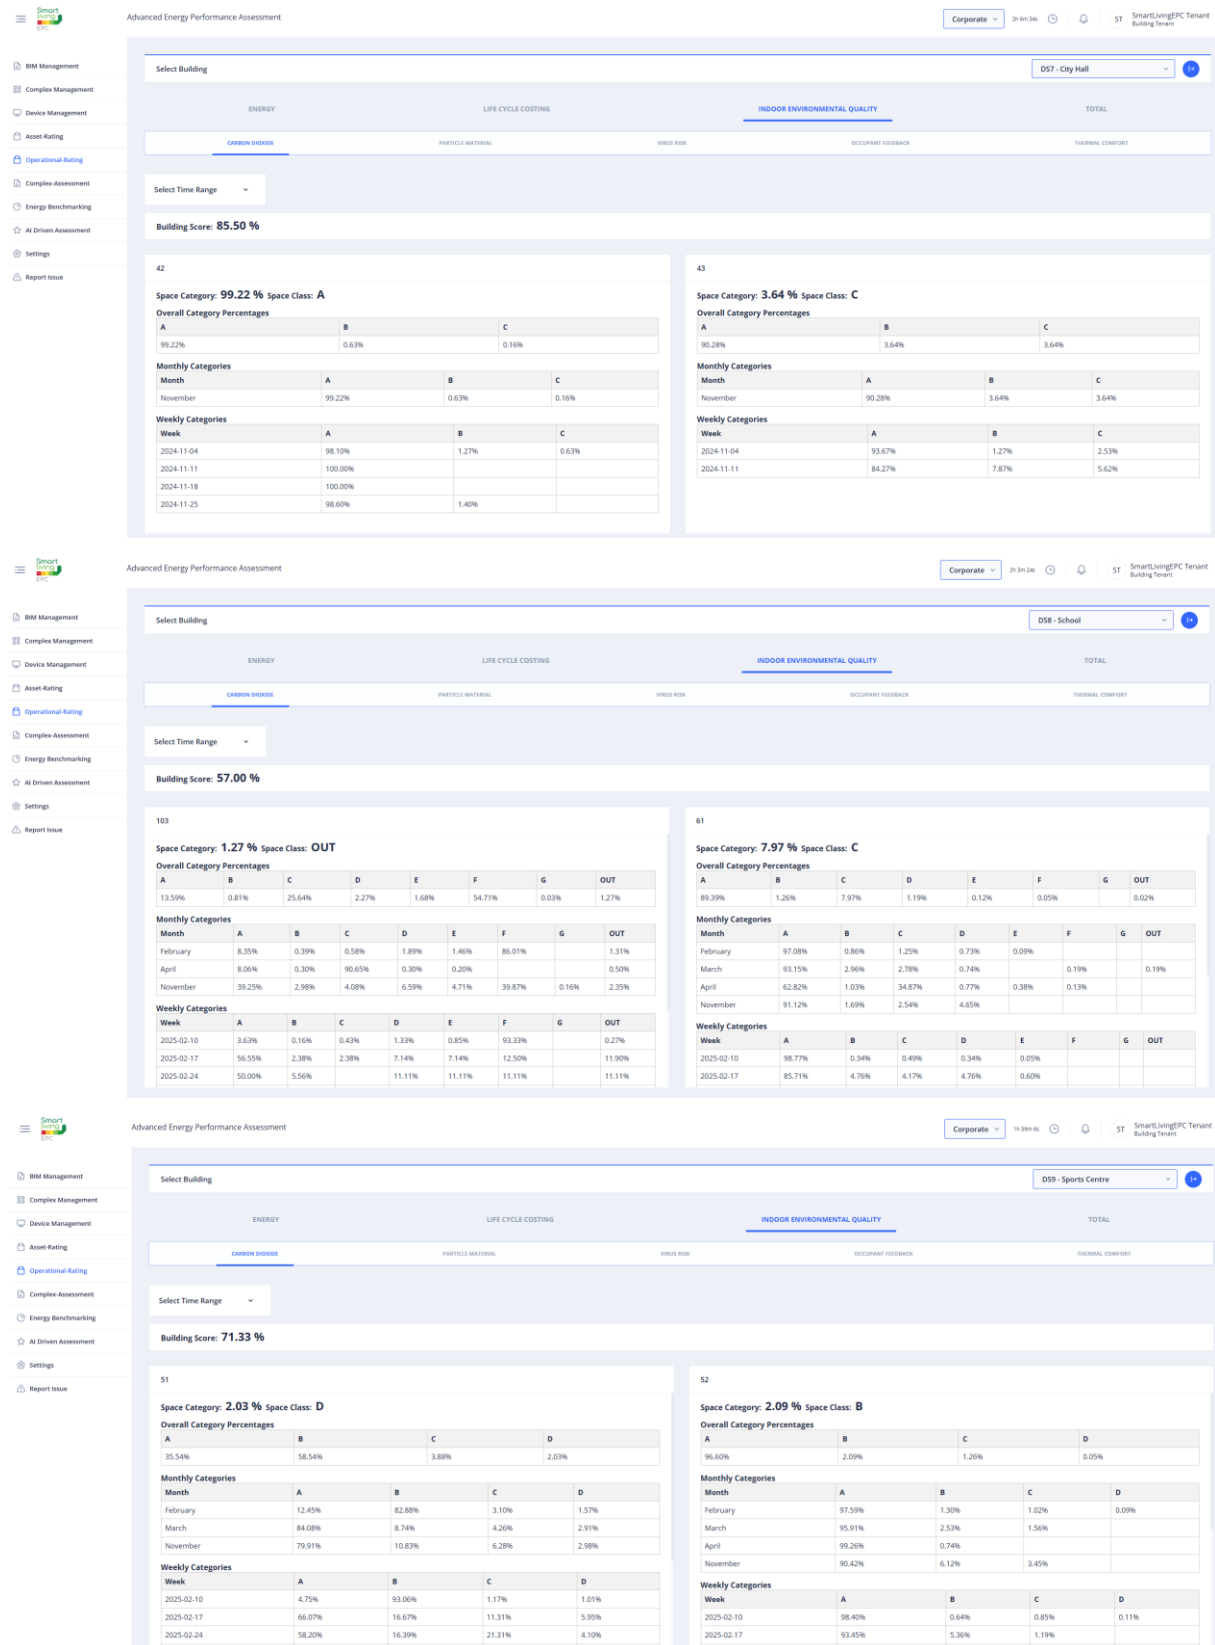 Smart
living
EPC
Advanced Energy Performance Assessment
Corporate
2h 6m 34s
ST
SmartLivingEPC Tenant
Building Tenant
BIM Management
Complex Management
Device Management
Asset-Rating
Operational-Rating
Complex-Assessment
Energy Benchmarking
AI Driven Assessment
Settings
Report Issue
Select Building
DS7 - City Hall
ENERGY LIFE CYCLE COSTING INDOOR ENVIRONMENTAL QUALITY TOTAL
CARBON DIOXIDE PARTICLE MATERIAL VIRUS RISK OCCUPANT FEEDBACK THERMAL COMFORT
Select Time Range
Building Score: 85.50 %
42
Space Category: 99.22 % Space Class: A
Overall Category Percentages
A B C
99.22% 0.63% 0.16%
Monthly Categories
Month A B C
November 99.22% 0.63% 0.16%
Weekly Categories
Week A B C
2024-11-04 98.10% 1.27% 0.63%
2024-11-11 100.00%
2024-11-18 100.00%
2024-11-25 98.60% 1.40%
43
Space Category: 3.64 % Space Class: C
Overall Category Percentages
A B C
90.28% 3.64% 3.64%
Monthly Categories
Month A B C
November 90.28% 3.64% 3.64%
Weekly Categories
Week A B C
2024-11-04 93.67% 1.27% 2.53%
2024-11-11 84.27% 7.87% 5.62%
Smart
living
EPC
Advanced Energy Performance Assessment
Corporate
2h 3m 24s
ST
SmartLivingEPC Tenant
Building Tenant
BIM Management
Complex Management
Device Management
Asset-Rating
Operational-Rating
Complex-Assessment
Energy Benchmarking
AI Driven Assessment
Settings
Report Issue
Select Building
DS8 - School
ENERGY LIFE CYCLE COSTING INDOOR ENVIRONMENTAL QUALITY TOTAL
CARBON DIOXIDE PARTICLE MATERIAL VIRUS RISK OCCUPANT FEEDBACK THERMAL COMFORT
Select Time Range
Building Score: 57.00 %
103
Space Category: 1.27 % Space Class: OUT
Overall Category Percentages
A B C D E F G OUT
13.59% 0.81% 25.64% 2.27% 1.68% 54.71% 0.03% 1.27%
Monthly Categories
Month A B C D E F G OUT
February 8.35% 0.39% 0.58% 1.89% 1.46% 86.01% 1.31%
April 8.06% 0.30% 90.65% 0.30% 0.20% 0.50%
November 39.25% 2.98% 4.08% 6.59% 4.71% 39.87% 0.16% 2.35%
Weekly Categories
Week A B C D E F G OUT
2025-02-10 3.63% 0.16% 0.43% 1.33% 0.85% 93.33% 0.27%
2025-02-17 56.55% 2.38% 2.38% 7.14% 7.14% 12.50% 11.90%
2025-02-24 50.00% 5.56% 11.11% 11.11% 11.11% 11.11%
61
Space Category: 7.97 % Space Class: C
Overall Category Percentages
A B C D E F G OUT
89.39% 1.26% 7.97% 1.19% 0.12% 0.05% 0.02%
Monthly Categories
Month A B C D E F G OUT
February 97.08% 0.86% 1.25% 0.73% 0.09%
March 93.15% 2.96% 2.78% 0.74% 0.19% 0.19%
April 62.82% 1.03% 34.87% 0.77% 0.38% 0.13%
November 91.12% 1.69% 2.54% 4.65%
Weekly Categories
Week A B C D E F G OUT
2025-02-10 98.77% 0.34% 0.49% 0.34% 0.05%
2025-02-17 85.71% 4.76% 4.17% 4.76% 0.60%
Smart
living
EPC
Advanced Energy Performance Assessment
Corporate
1h 59m 6s
ST
SmartLivingEPC Tenant
Building Tenant
BIM Management
Complex Management
Device Management
Asset-Rating
Operational-Rating
Complex-Assessment
Energy Benchmarking
AI Driven Assessment
Settings
Report Issue
Select Building
DS9 - Sports Centre
ENERGY LIFE CYCLE COSTING INDOOR ENVIRONMENTAL QUALITY TOTAL
CARBON DIOXIDE PARTICLE MATERIAL VIRUS RISK OCCUPANT FEEDBACK THERMAL COMFORT
Select Time Range
Building Score: 71.33 %
51
Space Category: 2.03 % Space Class: D
Overall Category Percentages
A B C D
35.54% 58.54% 3.88% 2.03%
Monthly Categories
Month A B C D
February 12.45% 82.88% 3.10% 1.57%
March 84.08% 8.74% 4.26% 2.91%
November 79.91% 10.83% 6.28% 2.98%
Weekly Categories
Week A B C D
2025-02-10 4.75% 93.06% 1.17% 1.01%
2025-02-17 66.07% 16.67% 11.31% 5.95%
2025-02-24 58.20% 16.39% 21.31% 4.10%
52
Space Category: 2.09 % Space Class: B
Overall Category Percentages
A B C D
96.60% 2.09% 1.26% 0.05%
Monthly Categories
Month A B C D
February 97.59% 1.30% 1.02% 0.09%
March 95.91% 2.53% 1.56%
April 99.26% 0.74%
November 90.42% 6.12% 3.45%
Weekly Categories
Week A B C D
2025-02-10 98.40% 0.64% 0.85% 0.11%
2025-02-17 93.45% 5.36% 1.19%